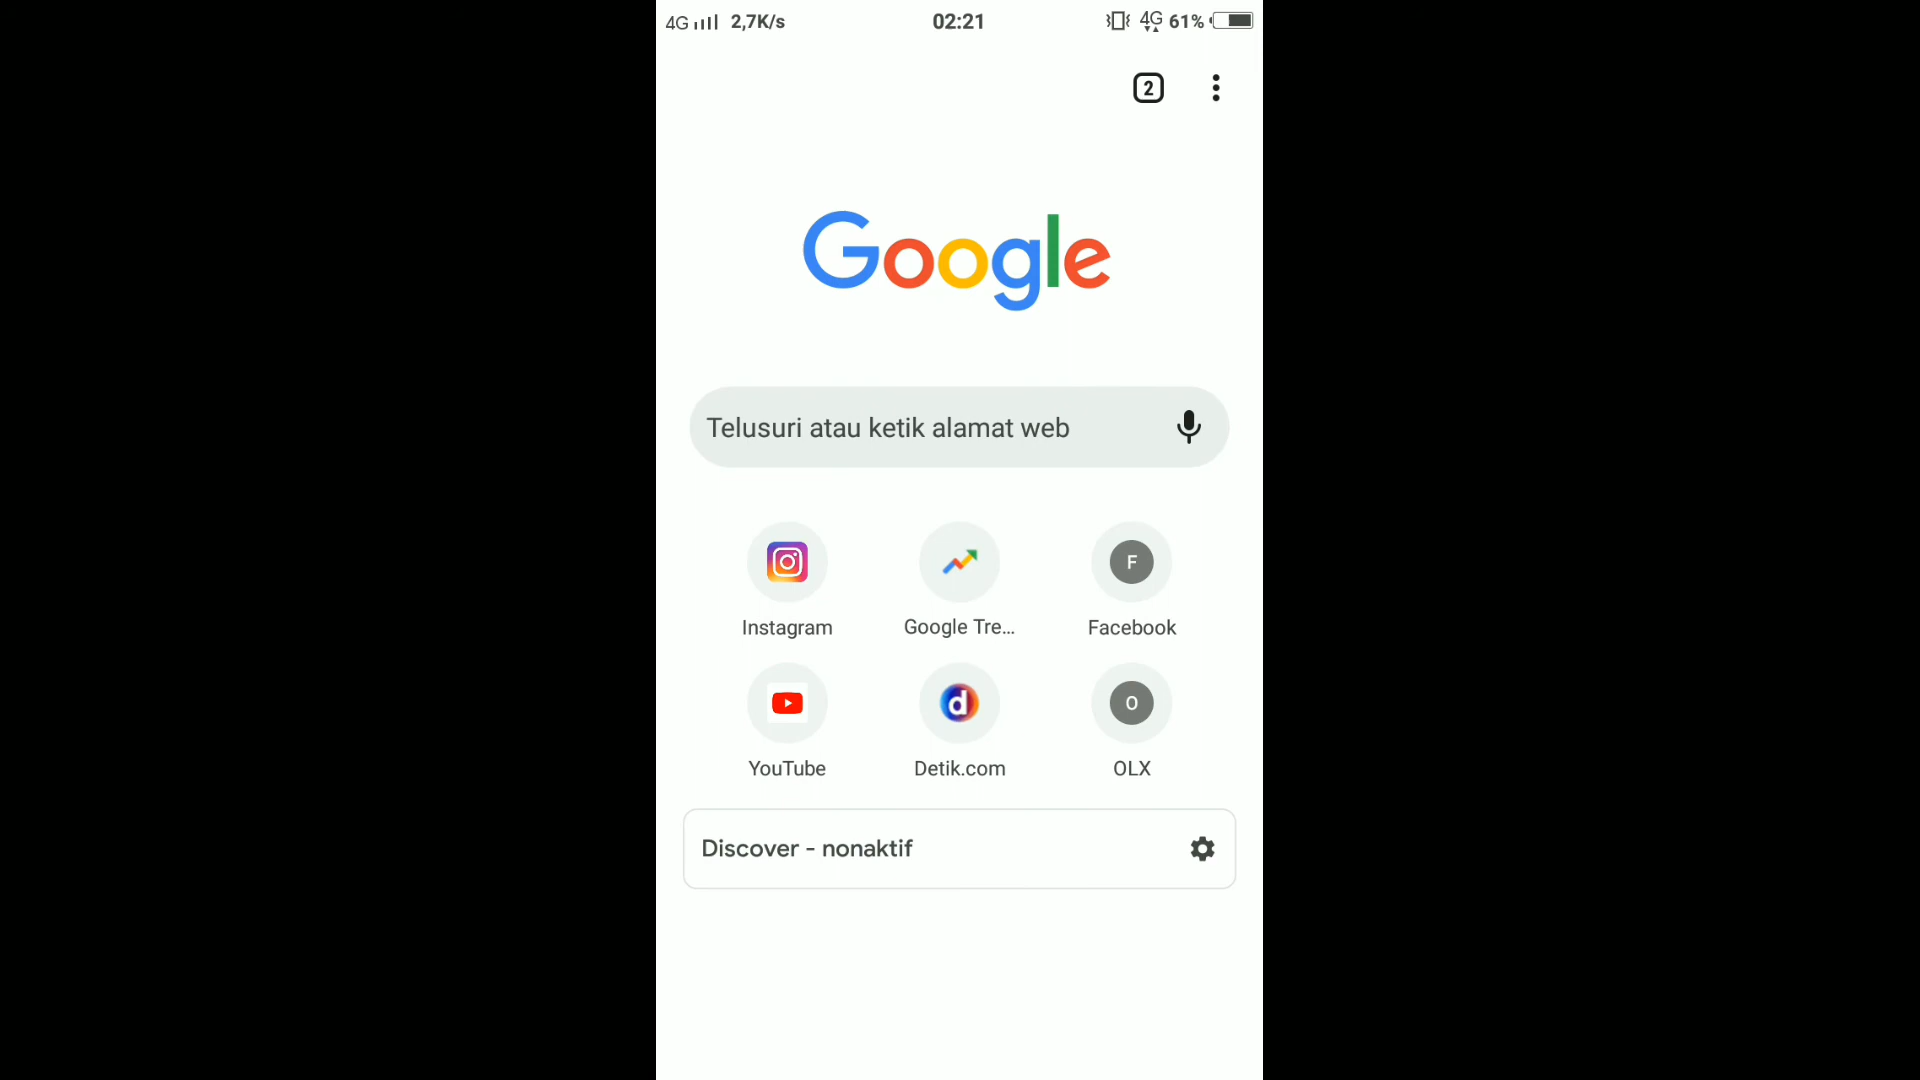 4G 2,7K/s 02:21 4G 61%
2
Google
Telusuri atau ketik alamat web
Instagram Google Tre... F Facebook
YouTube d Detik.com O OLX
Discover - nonaktif